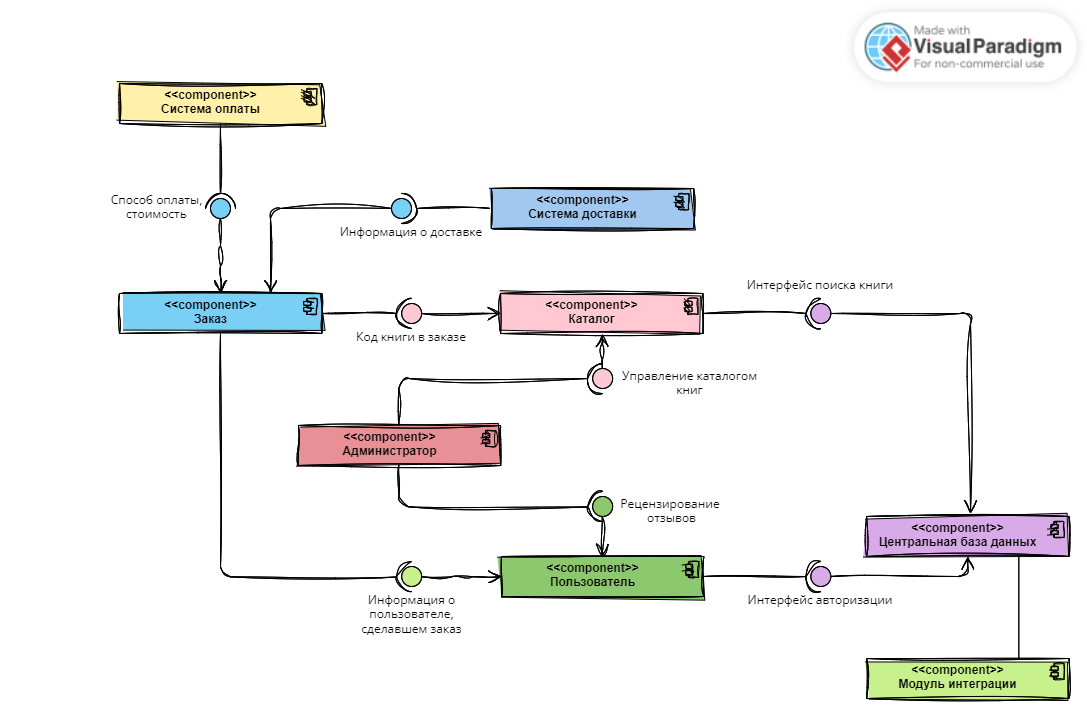 Made with
Visual Paradigm
For non-commercial use
<<component>>
Система оплаты
Способ оплаты,
стоимость
<<component>>
Система доставки
Информация о доставке
<<component>>
Заказ
<<component>>
Каталог
Интерфейс поиска книги
Код книги в заказе
Управление каталогом
книг
<<component>>
Администратор
Рецензирование
отзывов
<<component>>
Центральная база данных
<<component>>
Пользователь
Информация о
пользователе,
сделавшем заказ
Интерфейс авторизации
<<component>>
Модуль интеграции